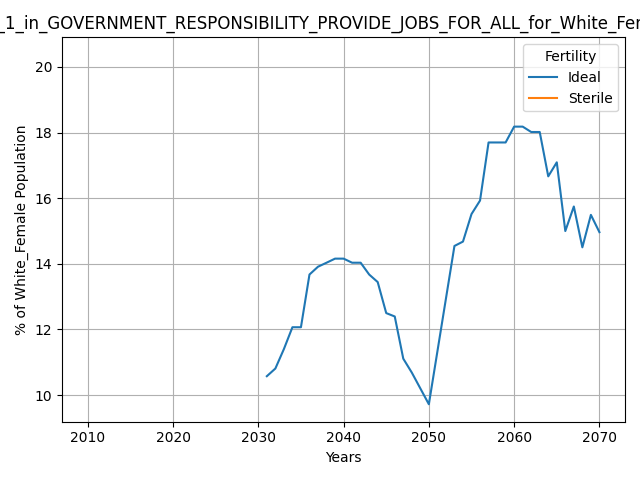 _1_in_GOVERNMENT_RESPONSIBILITY_PROVIDE_JOBS_FOR_ALL_for_White_Fer
Fertility
Ideal
Sterile
% of White_Female Population
20
18
16
14
12
10
2010 2020 2030 2040 2050 2060 2070
Years